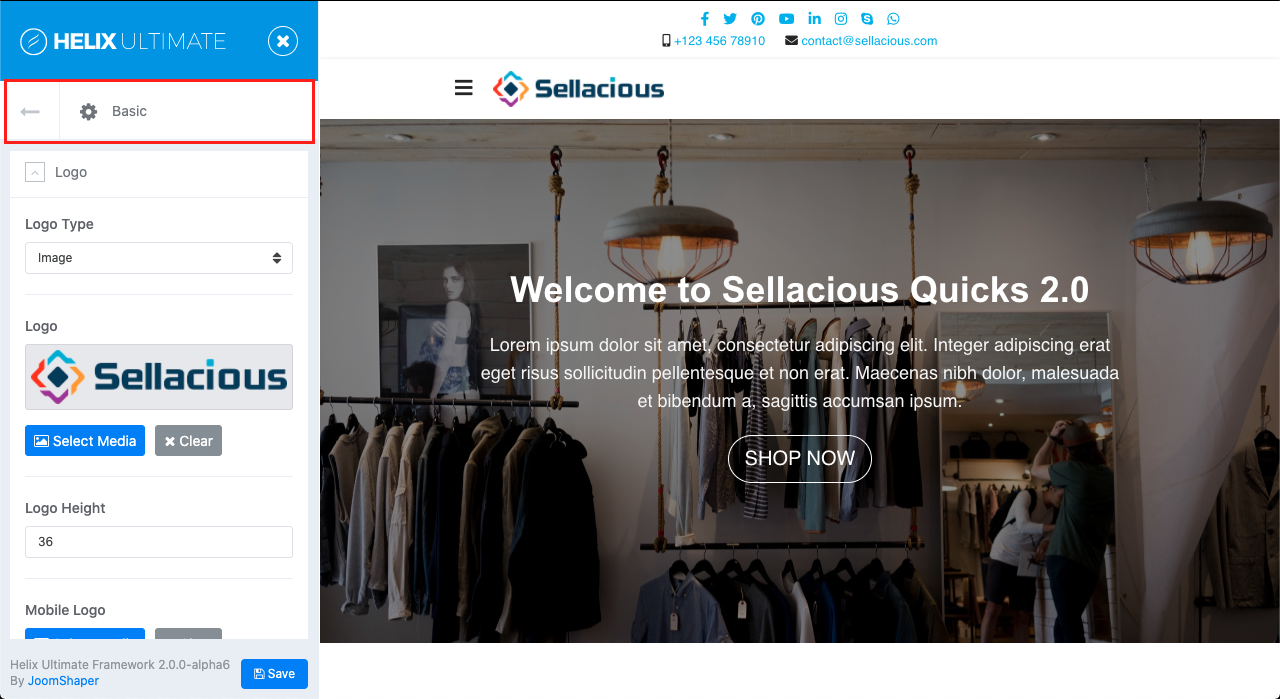 HELIX ULTIMATE
Basic
Logo
Logo Type
Image
Logo
Sellacious
Select Media
Clear
Logo Height
36
Mobile Logo
Helix Ultimate Framework 2.0.0-alpha6
By JoomShaper
Save
+123 456 78910 contact@sellacious.com
Sellacious
Welcome to Sellacious Quicks 2.0
Lorem ipsum dolor sit amet, consectetur adipiscing elit. Integer adipiscing erat
eget risus sollicitudin pellentesque et non erat. Maecenas nibh dolor, malesuada
et bibendum a, sagittis accumsan ipsum.
SHOP NOW